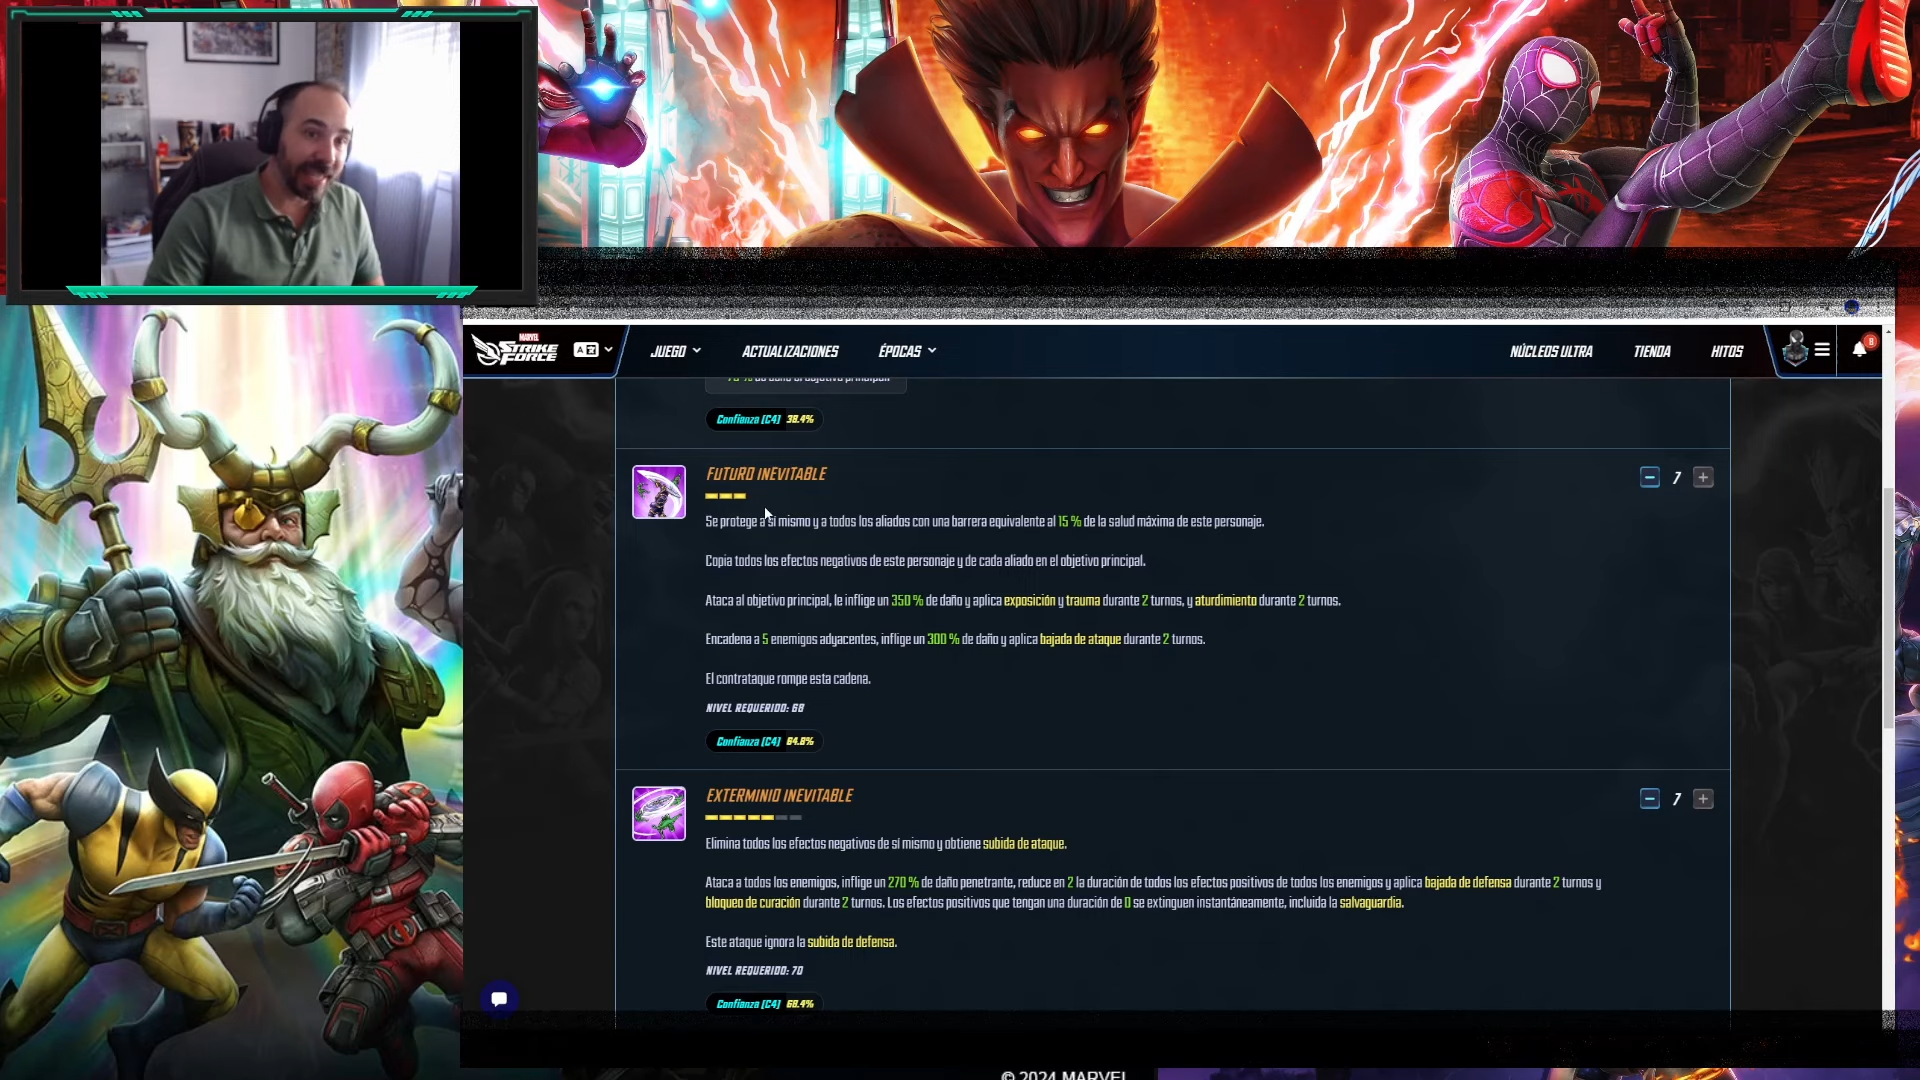 MARVEL
STRIKE
FORCE
JUEGO
ACTUALIZACIONES
ÉPOCAS
NÚCLEOS ULTRA
TIENDA
HITOS
8
Confianza [C4] 38.4%
FUTURO INEVITABLE
7
Se protege a sí mismo y a todos los aliados con una barrera equivalente al 15 % de la salud máxima de este personaje.
Copia todos los efectos negativos de este personaje y de cada aliado en el objetivo principal.
Ataca al objetivo principal, le inflige un 350 % de daño y aplica exposición y trauma durante 2 turnos, y aturdimiento durante 2 turnos.
Encadena a 5 enemigos adyacentes, inflige un 300 % de daño y aplica bajada de ataque durante 2 turnos.
El contrataque rompe esta cadena.
NIVEL REQUERIDO: 68
Confianza [C4] 64.8%
EXTERMINIO INEVITABLE
7
Elimina todos los efectos negativos de sí mismo y obtiene subida de ataque.
Ataca a todos los enemigos, inflige un 270 % de daño penetrante, reduce en 2 la duración de todos los efectos positivos de todos los enemigos y aplica bajada de defensa durante 2 turnos y
bloqueo de curación durante 2 turnos. Los efectos positivos que tengan una duración de 0 se extinguen instantáneamente, incluida la salvaguardia.
Este ataque ignora la subida de defensa.
NIVEL REQUERIDO: 70
Confianza [C4] 68.4%
© 2024 MARVEL